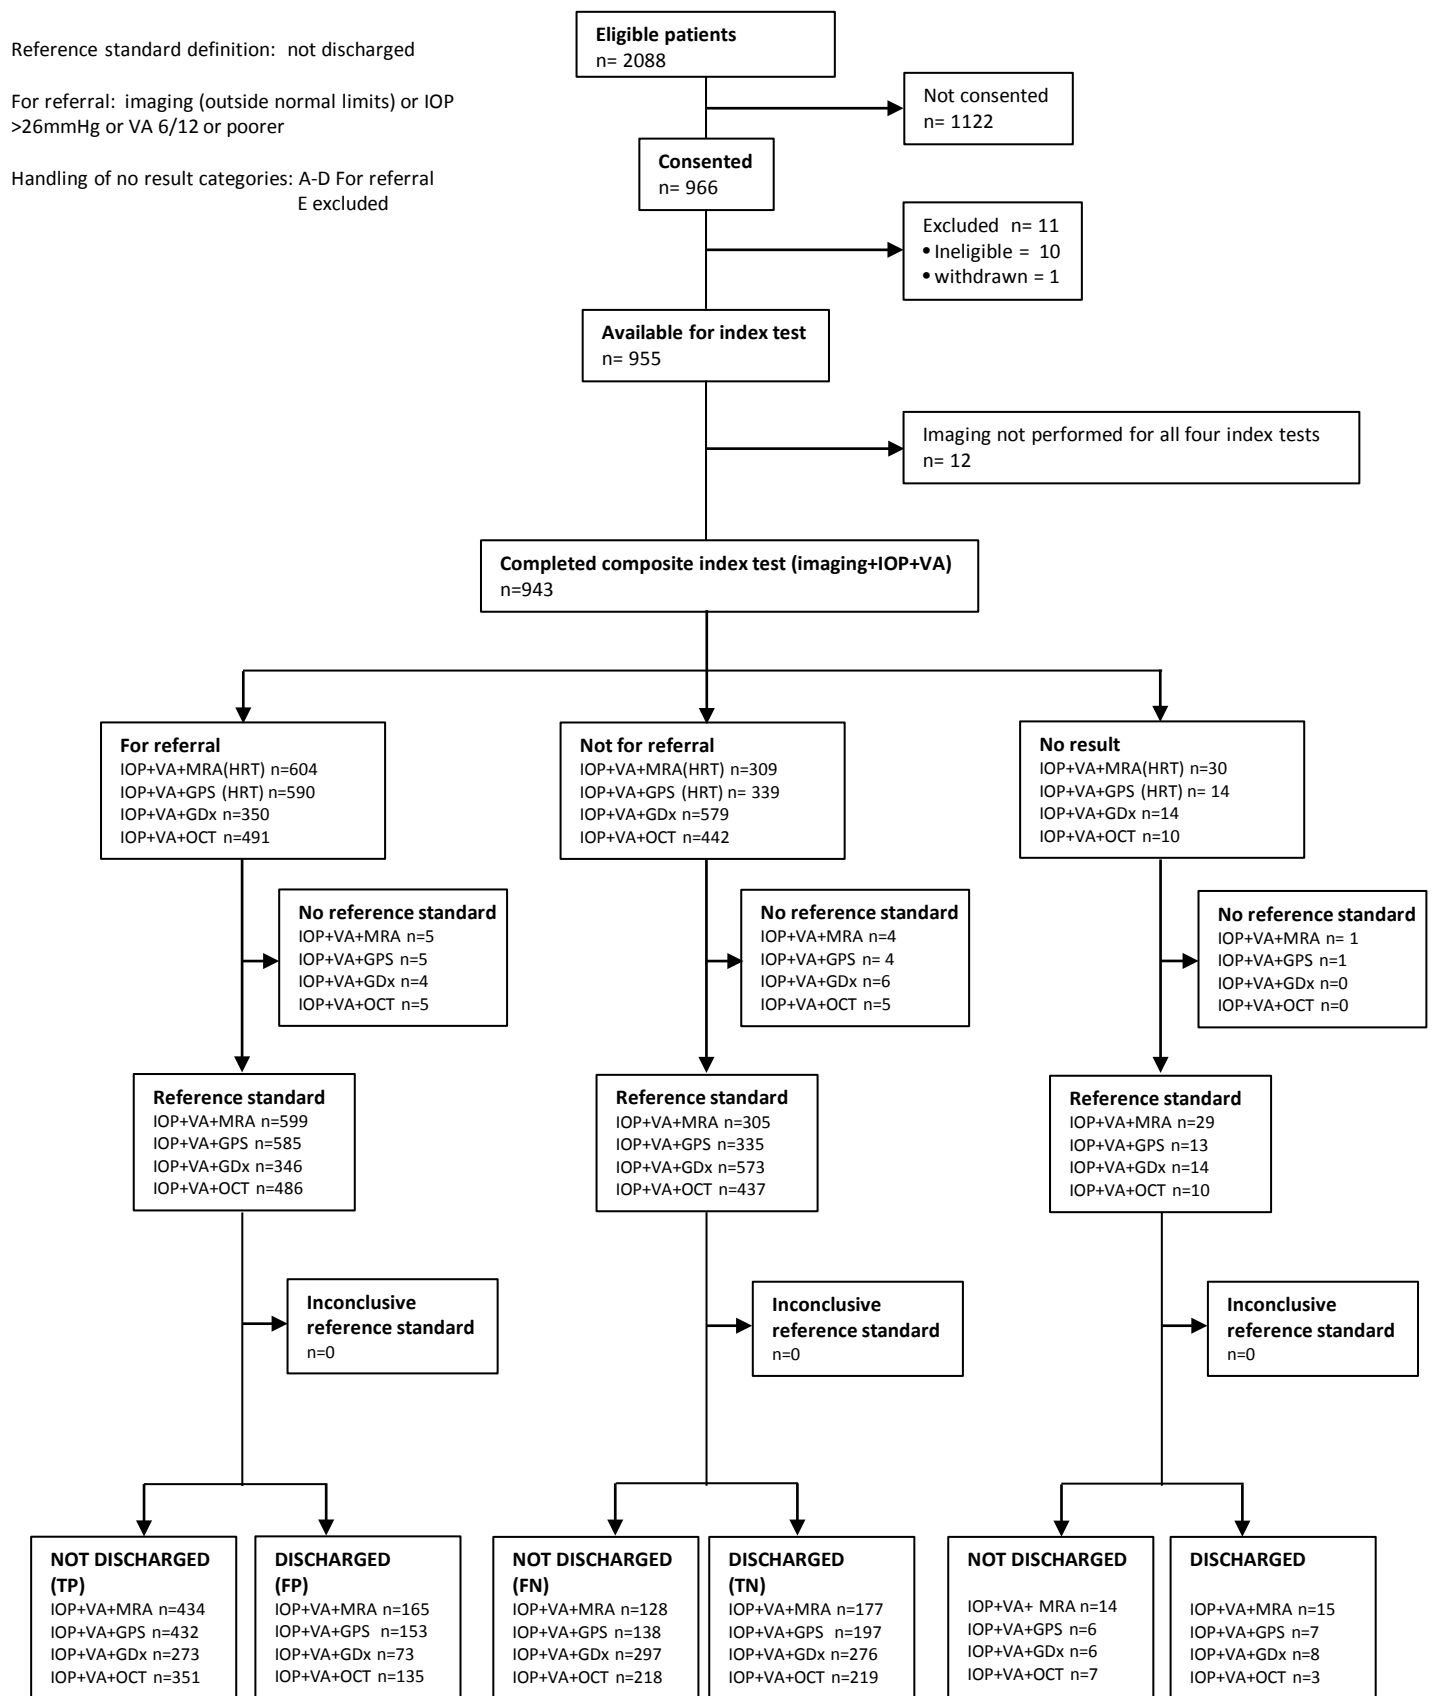 Reference standard definition:  not discharged
For referral:  imaging (outside normal limits) or IOP
>26mmHg or VA 6/12 or poorer
Handling of no result categories: A-D For referral
E excluded
Eligible patients
n= 2088
Not consented
n= 1122
Consented
n= 966
Excluded  n= 11
• Ineligible =  10
• withdrawn = 1
Available for index test
n= 955
Imaging not performed for all four index tests
n= 12
Completed composite index test (imaging+IOP+VA)
n=943
For referral
IOP+VA+MRA(HRT) n=604
IOP+VA+GPS (HRT) n=590
IOP+VA+GDx n=350
IOP+VA+OCT n=491
Not for referral
IOP+VA+MRA(HRT) n=309
IOP+VA+GPS (HRT) n= 339
IOP+VA+GDx n=579
IOP+VA+OCT n=442
No result
IOP+VA+MRA(HRT) n=30
IOP+VA+GPS (HRT) n= 14
IOP+VA+GDx n=14
IOP+VA+OCT n=10
No reference standard
IOP+VA+MRA n=5
IOP+VA+GPS n=5
IOP+VA+GDx n=4
IOP+VA+OCT n=5
No reference standard
IOP+VA+MRA n=4
IOP+VA+GPS n= 4
IOP+VA+GDx n=6
IOP+VA+OCT n=5
No reference standard
IOP+VA+MRA n= 1
IOP+VA+GPS n=1
IOP+VA+GDx n=0
IOP+VA+OCT n=0
Reference standard
IOP+VA+MRA n=599
IOP+VA+GPS n=585
IOP+VA+GDx n=346
IOP+VA+OCT n=486
Reference standard
IOP+VA+MRA n=305
IOP+VA+GPS n=335
IOP+VA+GDx n=573
IOP+VA+OCT n=437
Reference standard
IOP+VA+MRA n=29
IOP+VA+GPS n=13
IOP+VA+GDx n=14
IOP+VA+OCT n=10
Inconclusive
reference standard
n=0
Inconclusive
reference standard
n=0
Inconclusive
reference standard
n=0
NOT DISCHARGED
(TP)
IOP+VA+MRA n=434
IOP+VA+GPS n=432
IOP+VA+GDx n=273
IOP+VA+OCT n=351
DISCHARGED
(FP)
IOP+VA+MRA n=165
IOP+VA+GPS  n=153
IOP+VA+GDx n=73
IOP+VA+OCT n=135
NOT DISCHARGED
(FN)
IOP+VA+MRA n=128
IOP+VA+GPS  n=138
IOP+VA+GDx n=297
IOP+VA+OCT n=218
DISCHARGED
(TN)
IOP+VA+MRA n=177
IOP+VA+GPS  n=197
IOP+VA+GDx n=276
IOP+VA+OCT n=219
NOT DISCHARGED
IOP+VA+ MRA n=14
IOP+VA+GPS n=6
IOP+VA+GDx n=6
IOP+VA+OCT n=7
DISCHARGED
IOP+VA+MRA n=15
IOP+VA+GPS n=7
IOP+VA+GDx n=8
IOP+VA+OCT n=3